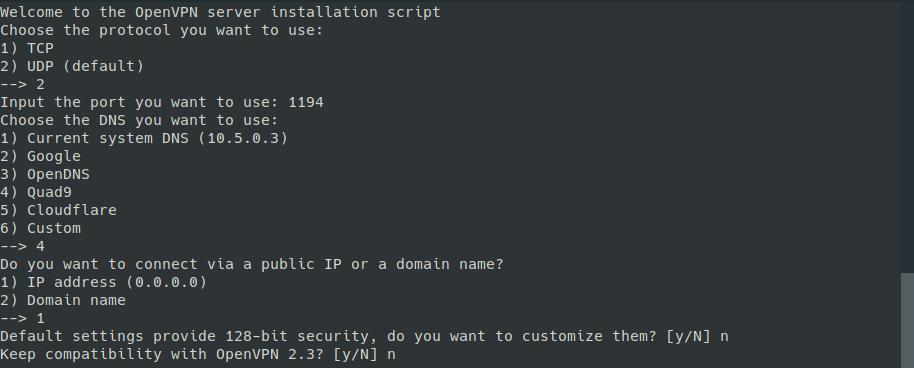 Welcome to the OpenVPN server installation script
Choose the protocol you want to use:
1) TCP
2) UDP (default)
--> 2
Input the port you want to use: 1194
Choose the DNS you want to use:
1) Current system DNS (10.5.0.3)
2) Google
3) OpenDNS
4) Quad9
5) Cloudflare
6) Custom
--> 4
Do you want to connect via a public IP or a domain name?
1) IP address (0.0.0.0)
2) Domain name
--> 1
Default settings provide 128-bit security, do you want to customize them? [y/N] n
Keep compatibility with OpenVPN 2.3? [y/N] n